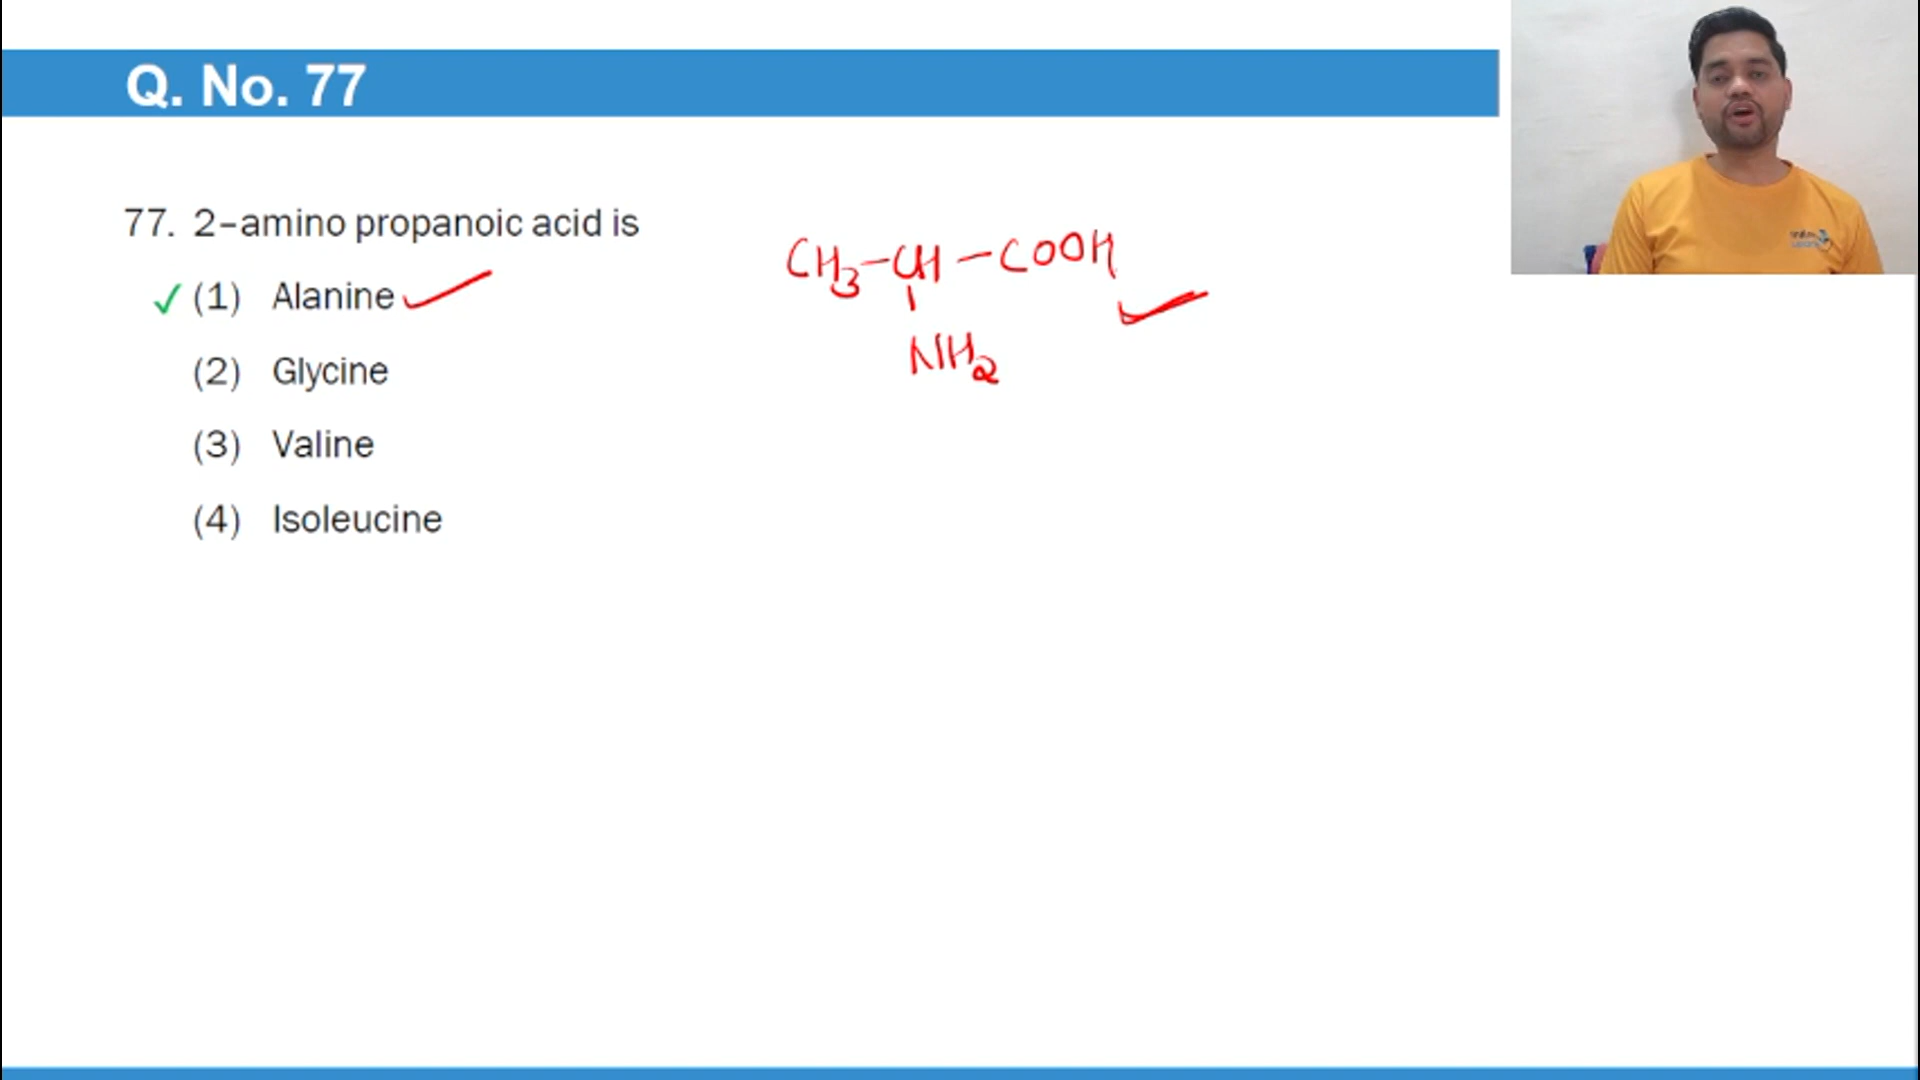 Q. No. 77
77. 2–amino propanoic acid is
CH3–CH–COOH
NH2
✓ (1) Alanine ✓
(2) Glycine
(3) Valine
(4) Isoleucine